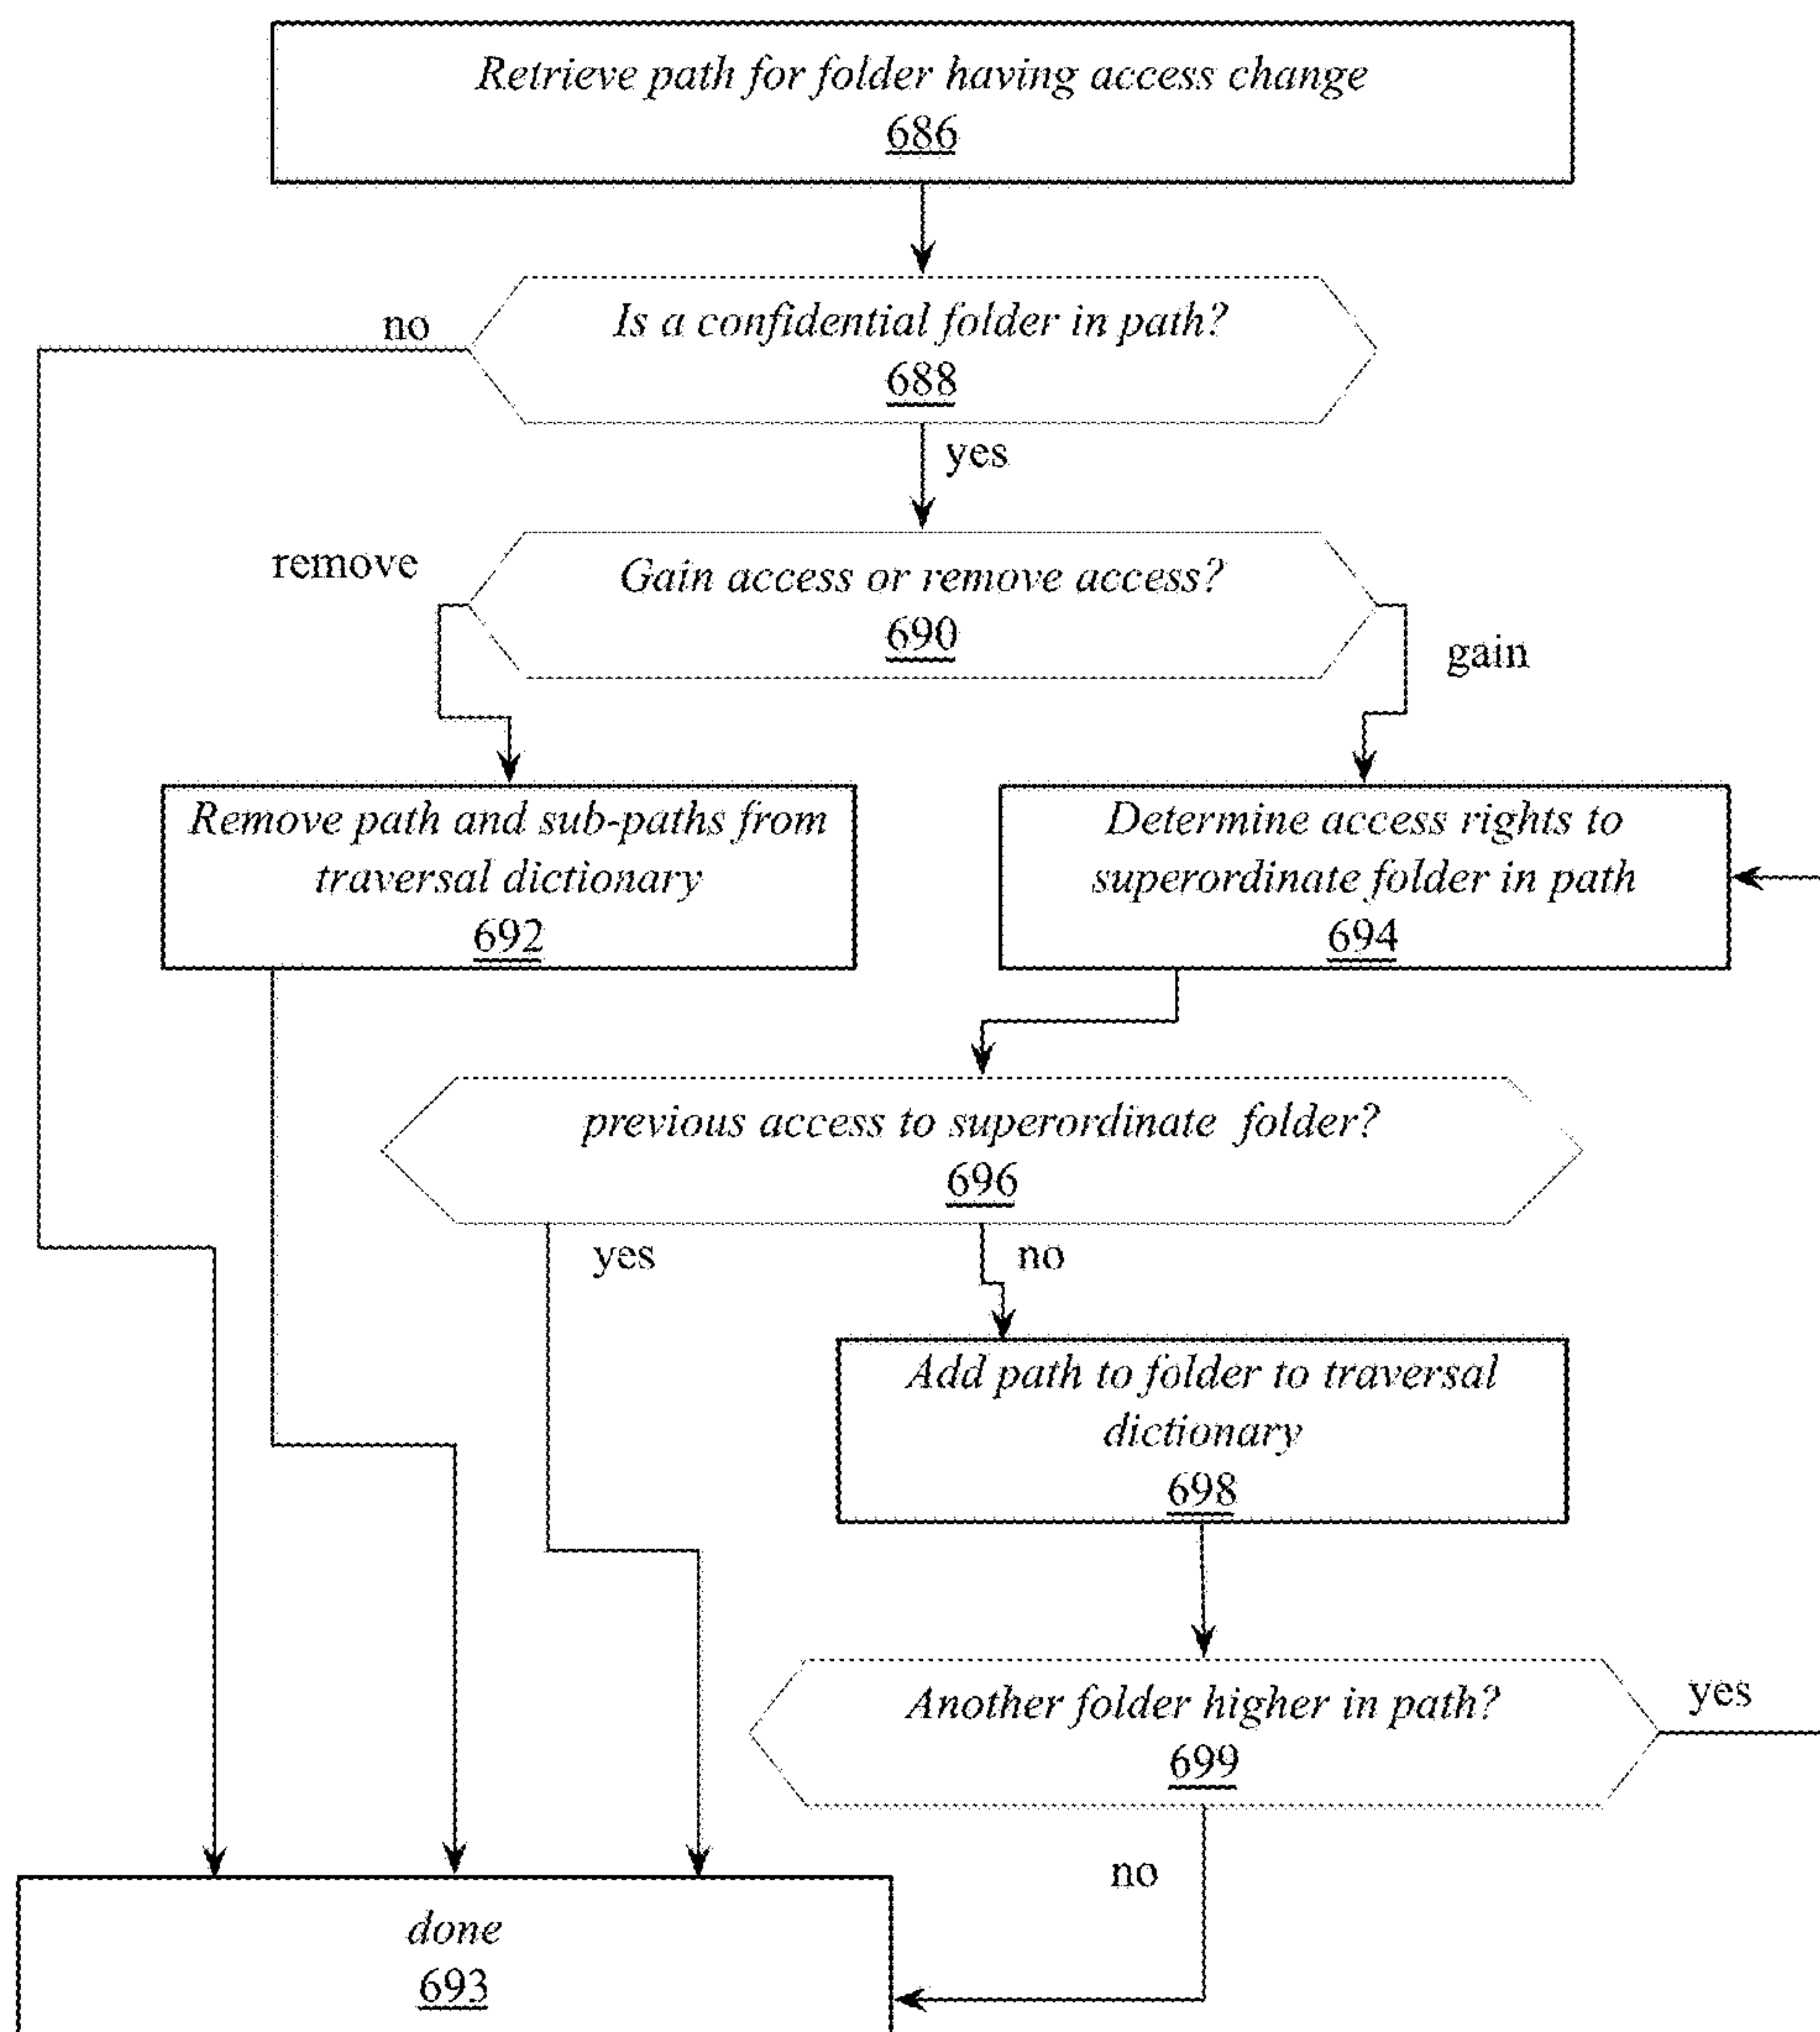 Retrieve path for folder having access change
686
no
Is a confidential folder in path?
688
yes
remove
Gain access or remove access?
690
gain
Remove path and sub-paths from
traversal dictionary
692
Determine access rights to
superordinate folder in path
694
previous access to superordinate folder?
696
yes
no
Add path to folder to traversal
dictionary
698
Another folder higher in path?
699
yes
no
done
693